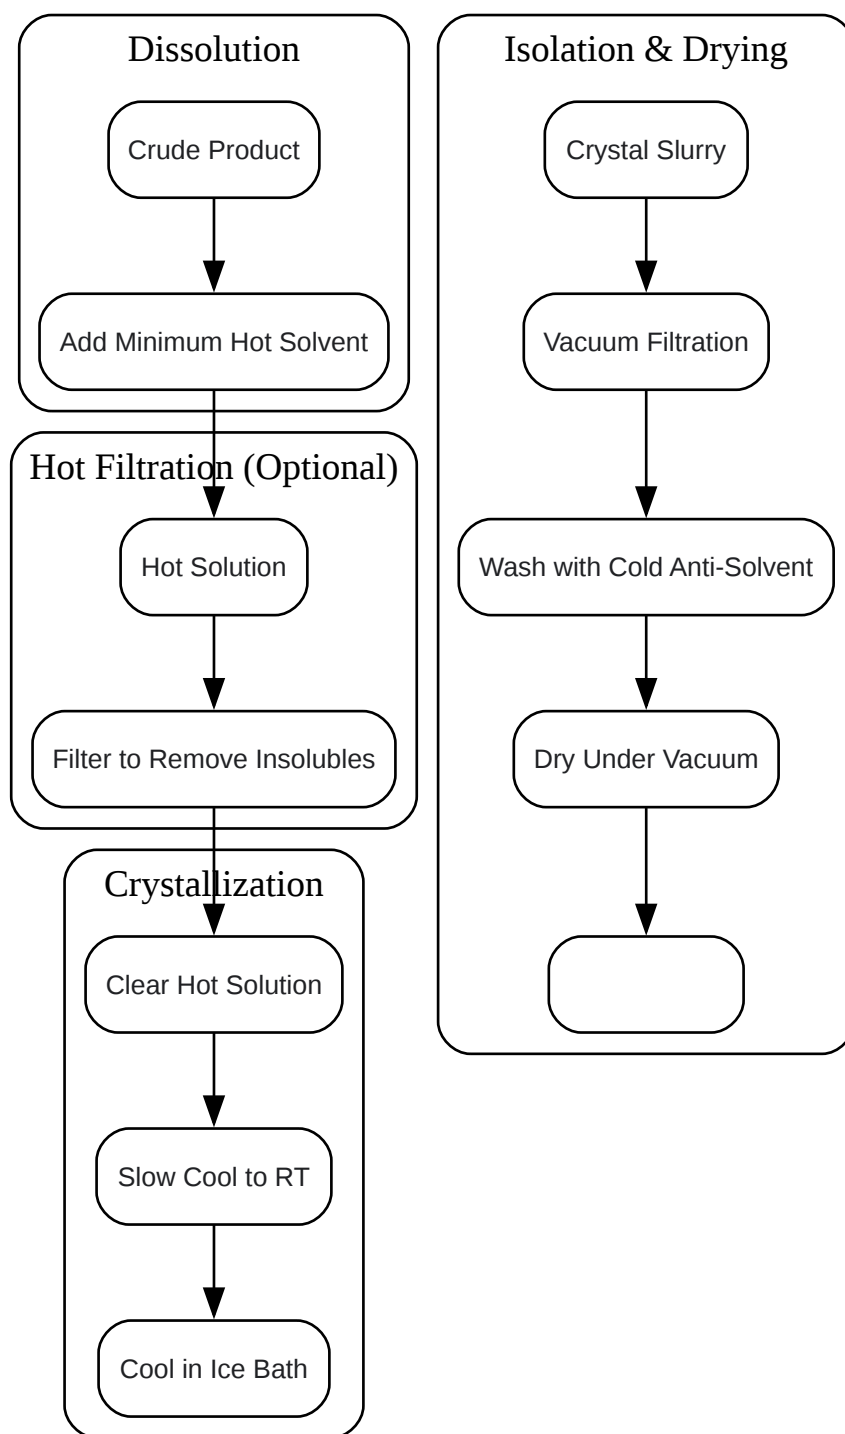 Dissolution
Crude Product
Add Minimum Hot Solvent
Hot Filtration (Optional)
Hot Solution
Filter to Remove Insolubles
Crystallization
Clear Hot Solution
Slow Cool to RT
Cool in Ice Bath
Isolation & Drying
Crystal Slurry
Vacuum Filtration
Wash with Cold Anti-Solvent
Dry Under Vacuum